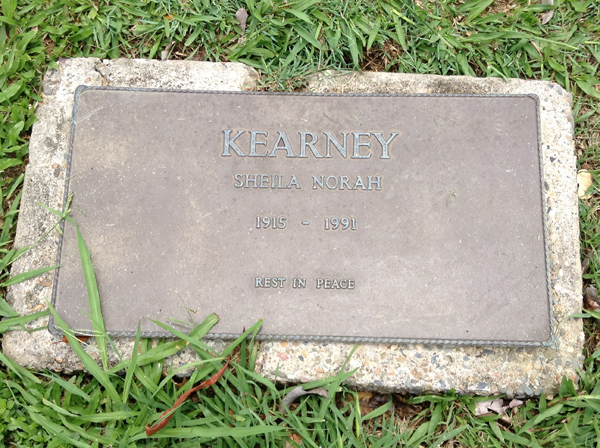 KEARNEY
SHEILA NORAH
1915 - 1991
REST IN PEACE